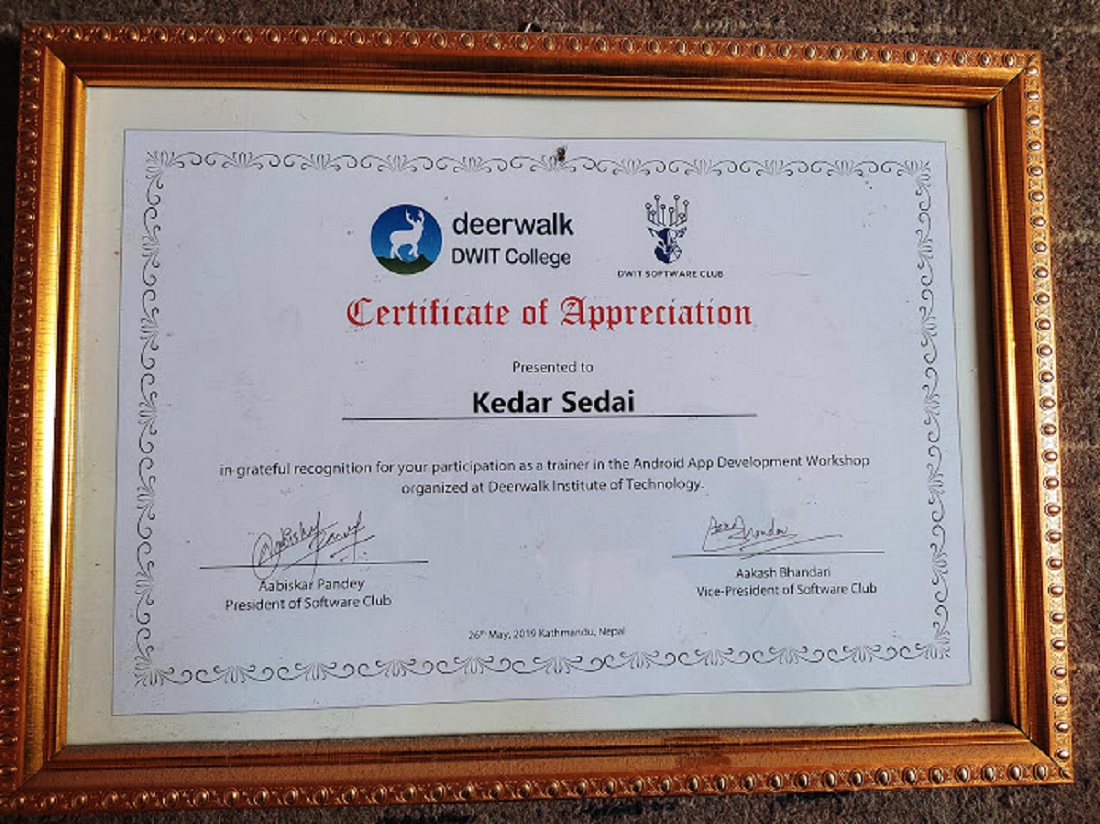 deerwalk
DWIT College
DWIT SOFTWARE CLUB
Certificate of Appreciation
Presented to
Kedar Sedai
in grateful recognition for your participation as a trainer in the Android App Development Workshop
organized at Deerwalk Institute of Technology.
Aabiskar Pandey
President of Software Club
Aakash Bhandari
Vice-President of Software Club
26th May, 2019 Kathmandu, Nepal